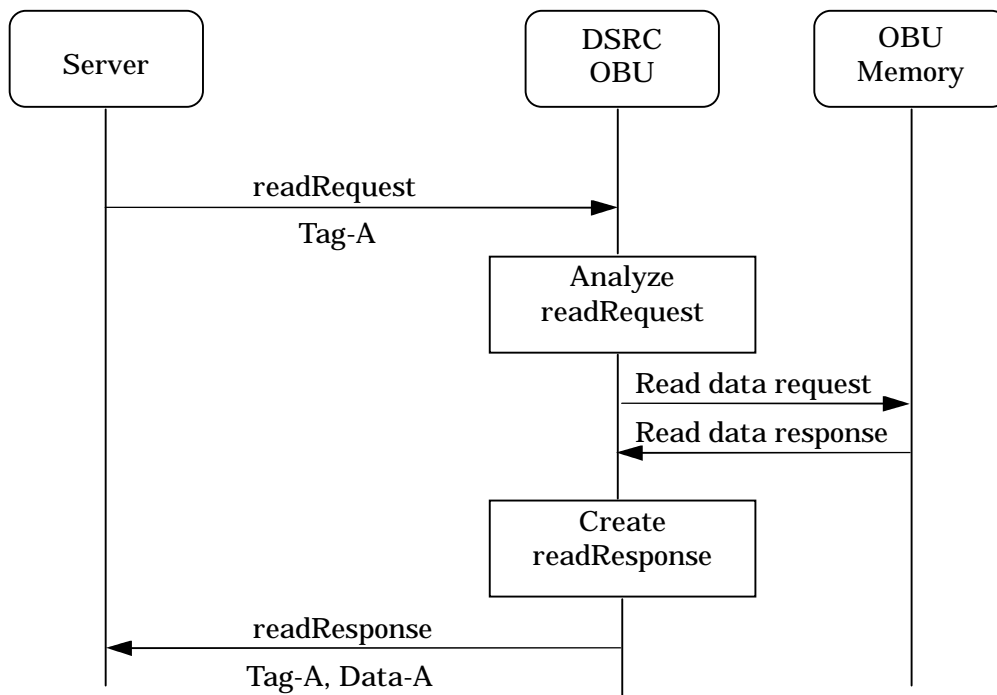 Server
DSRC
OBU
OBU
Memory
readRequest
Tag-A
Analyze
readRequest
Read data request
Read data response
Create
readResponse
readResponse
Tag-A, Data-A